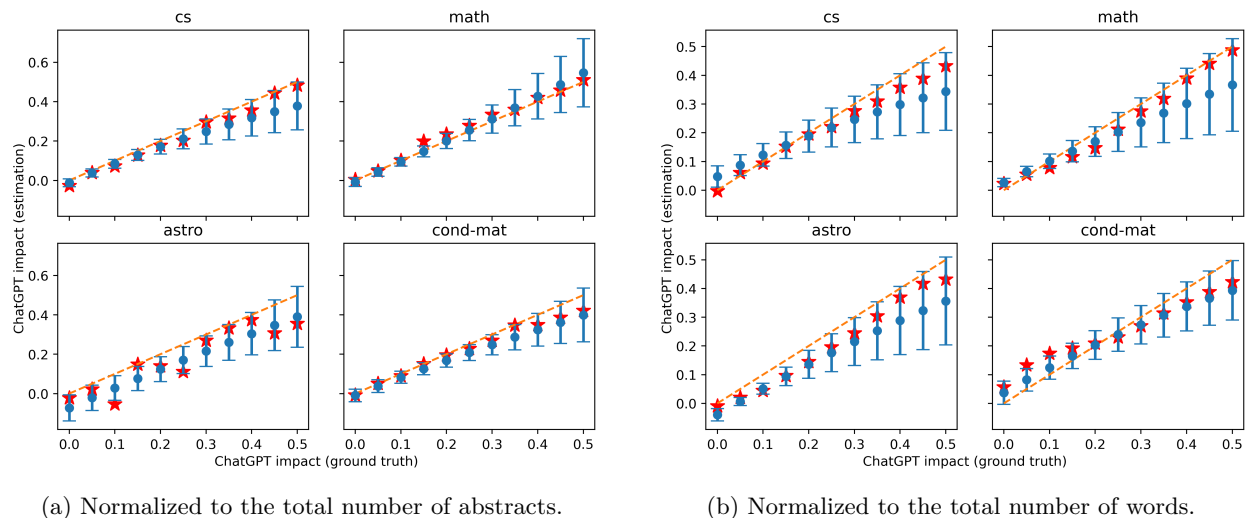 cs
math
0.6
0.4
0.2
0.0
astro
cond-mat
0.6
0.4
0.2
0.0
ChatGPT impact (estimation)
0.0 0.1 0.2 0.3 0.4 0.5
0.0 0.1 0.2 0.3 0.4 0.5
ChatGPT impact (ground truth)
(a) Normalized to the total number of abstracts.
cs
math
0.5
0.4
0.3
0.2
0.1
0.0
astro
cond-mat
0.5
0.4
0.3
0.2
0.1
0.0
ChatGPT impact (estimation)
0.0 0.1 0.2 0.3 0.4 0.5
0.0 0.1 0.2 0.3 0.4 0.5
ChatGPT impact (ground truth)
(b) Normalized to the total number of words.